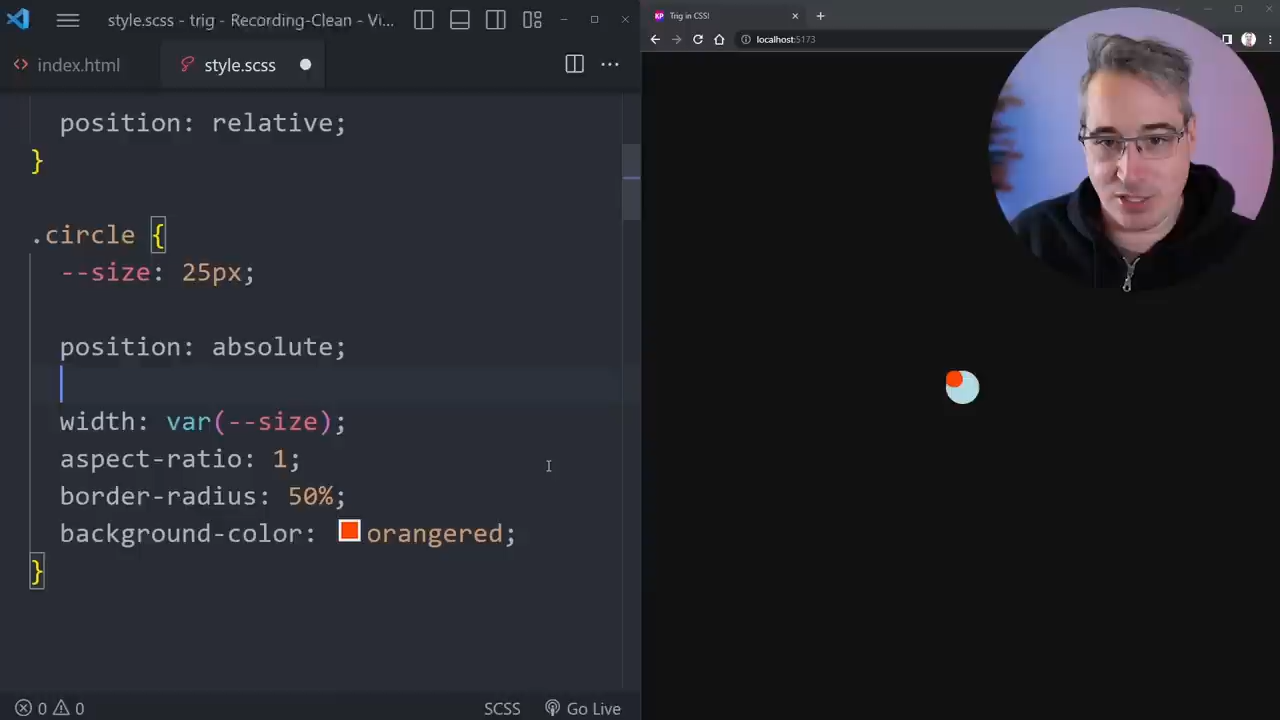 style.scss - trig - Recording-Clean - Vi...
index.html
style.scss
position: relative;
}
.circle {
--size: 25px;
position: absolute;
width: var(--size);
aspect-ratio: 1;
border-radius: 50%;
background-color: orangered;
}
0 0
SCSS
Go Live
KP Trig in CSS!
localhost:5173